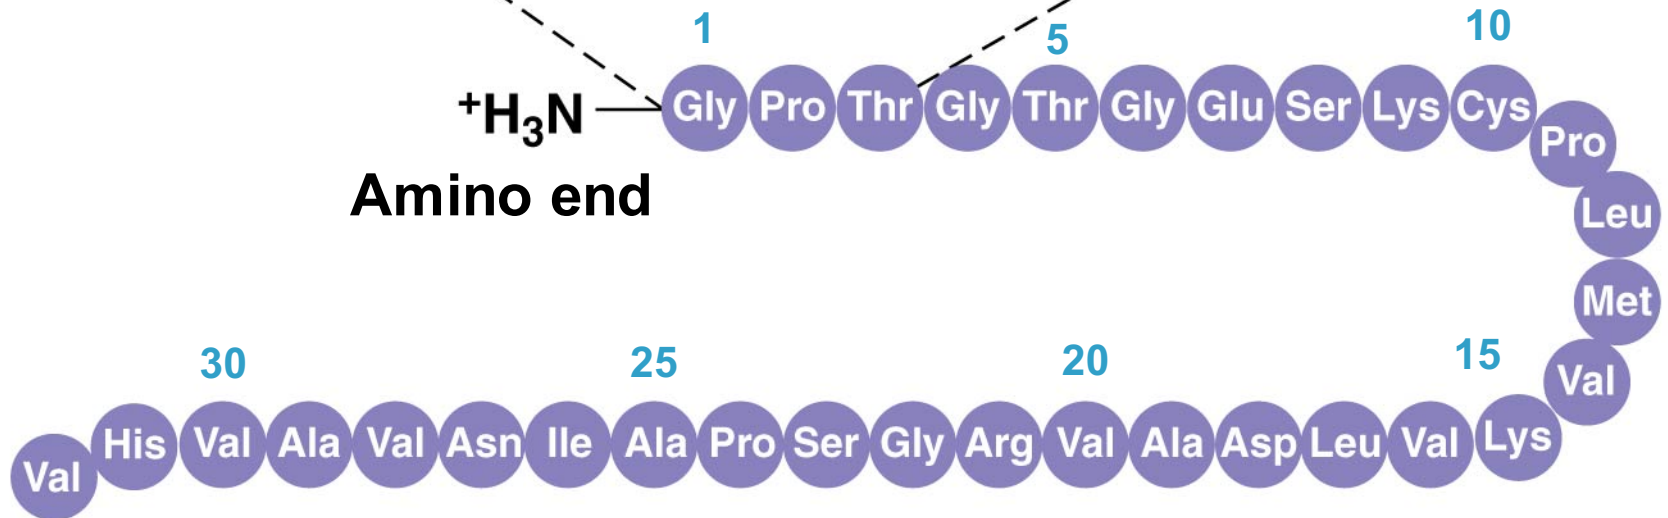 1 5 10
⁺H₃N Gly Pro Thr Gly Thr Gly Glu Ser Lys Cys
Pro
Amino end
Leu
Met
30 25 20 15
Val
Val His Val Ala Val Asn Ile Ala Pro Ser Gly Arg Val Ala Asp Leu Val Lys